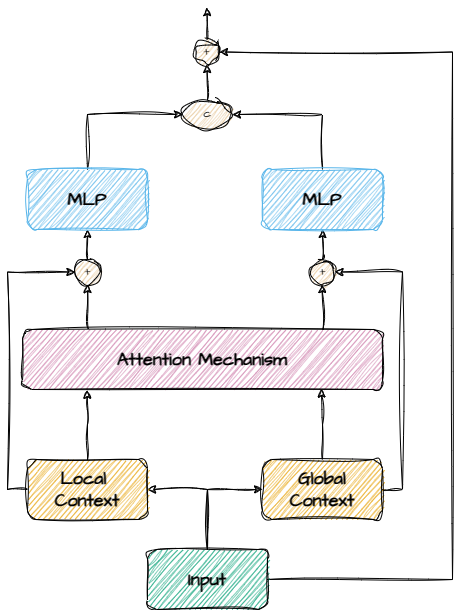 +
c
MLP MLP
+ +
Attention Mechanism
Local Global
Context Context
Input